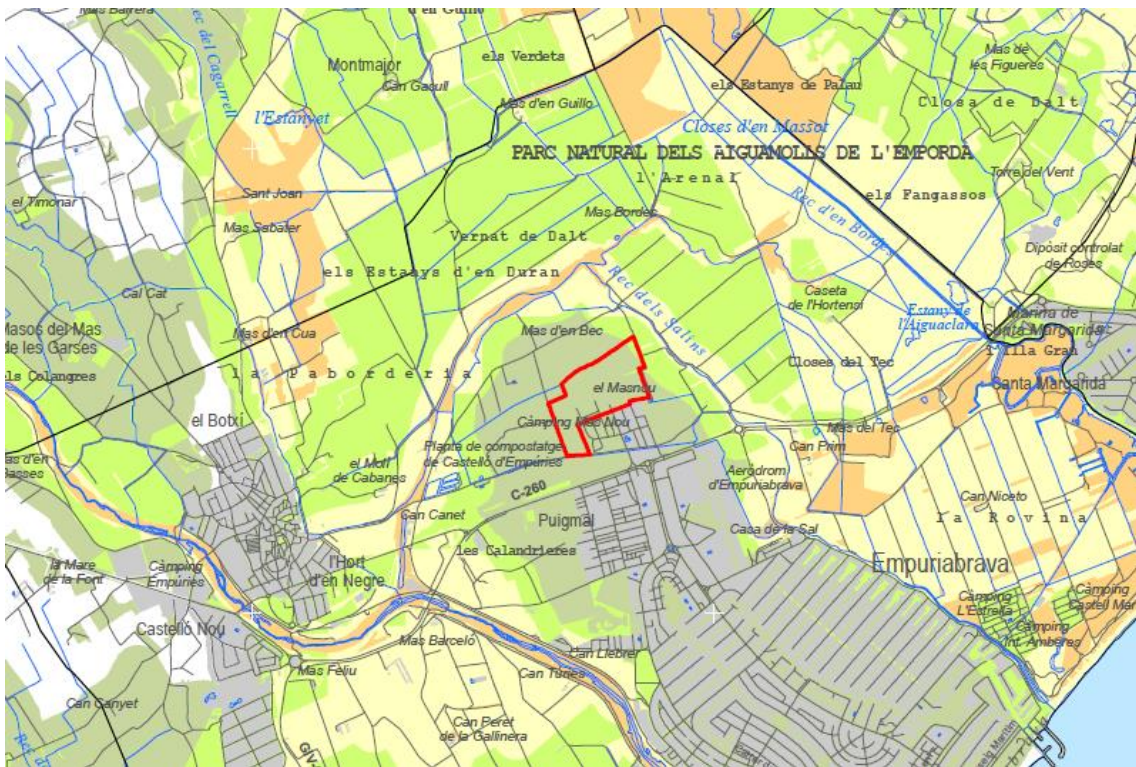 Mas Barrera
d'en Guillo
Rec del Cagarrell
els Verdets
Montmajor
Can Gacull
Mas de
les Figueres
els Estanys de Palau
Closa de Dalt
Mas d'en Guillo
l'Estanyet
Closes d'en Massot
PARC NATURAL DELS AIGUAMOLLS DE L'EMPORDÀ
l'Arenal
Torre del Vent
els Fangassos
Sant Joan
el Timonar
Mas Bordes
Rec d'en Bordes
Mas Sabater
Vernat de Dalt
Dipòsit controlat
de Roses
els Estanys d'en Duran
Rec dels Salins
Cal Cat
Caseta
de l'Hortensi
Estany de
l'Aiguaclara
Marina de
Santa Margarida
Masos del Mas
de les Garses
Mas d'en Cua
Mas d'en Bec
l'illa Gran
Closes del Tec
els Colangres
la Paborderia
el Masnou
Santa Margarida
el Botxí
Càmping Mas Nou
Mas del Tec
Planta de compostatge
de Castelló d'Empúries
Can Frim
el Molí
de Cabanes
Aeròdrom
d'Empuriabrava
C-260
Can Niceto
Can Canet
Puigmal
la Rovina
Casa de la Sal
les Calandrieres
l'Hort
d'en Negre
Empuriabrava
la Mare
de la Font
Càmping
Empúries
Càmping
L'Estrella
Càmping
Castell Mar
Càmping
Int. Amberes
Castelló Nou
Mas Barceló
Can Llebrer
Mas Feliu
Can Turies
Can Canyet
Can Peret
de la Gallinera